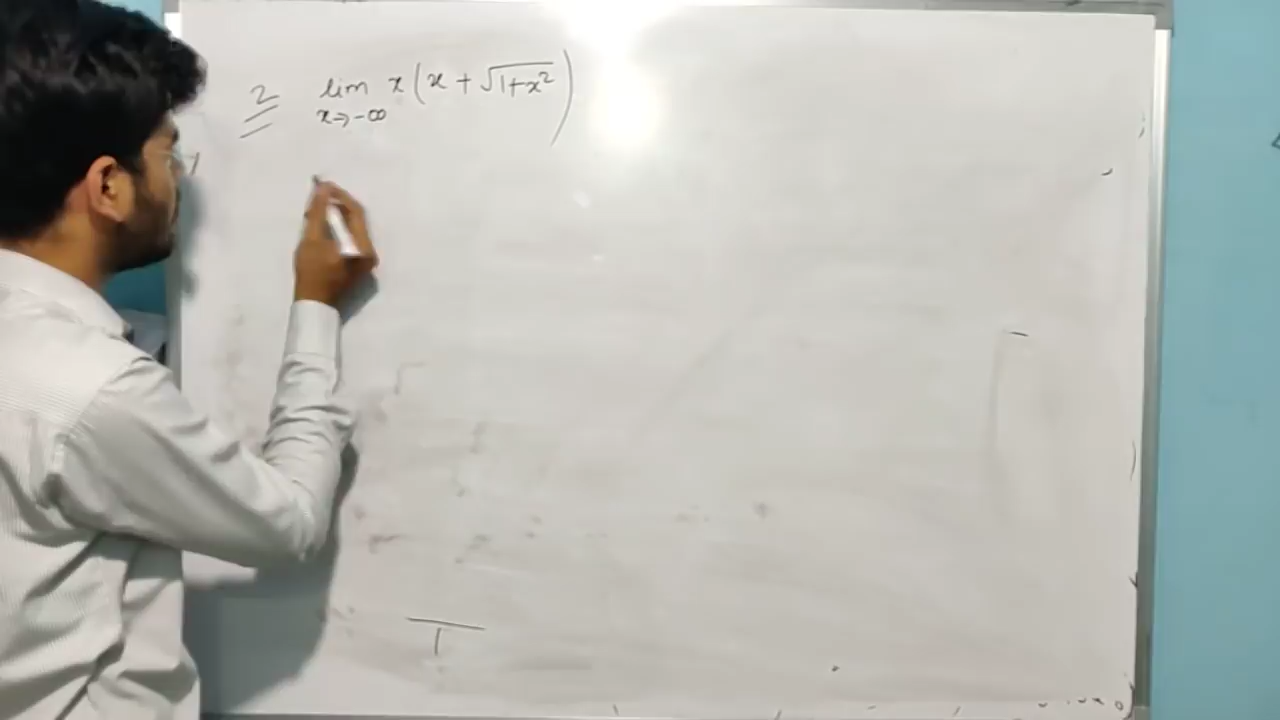 2 lim x(x + √1+x²)
x→-∞